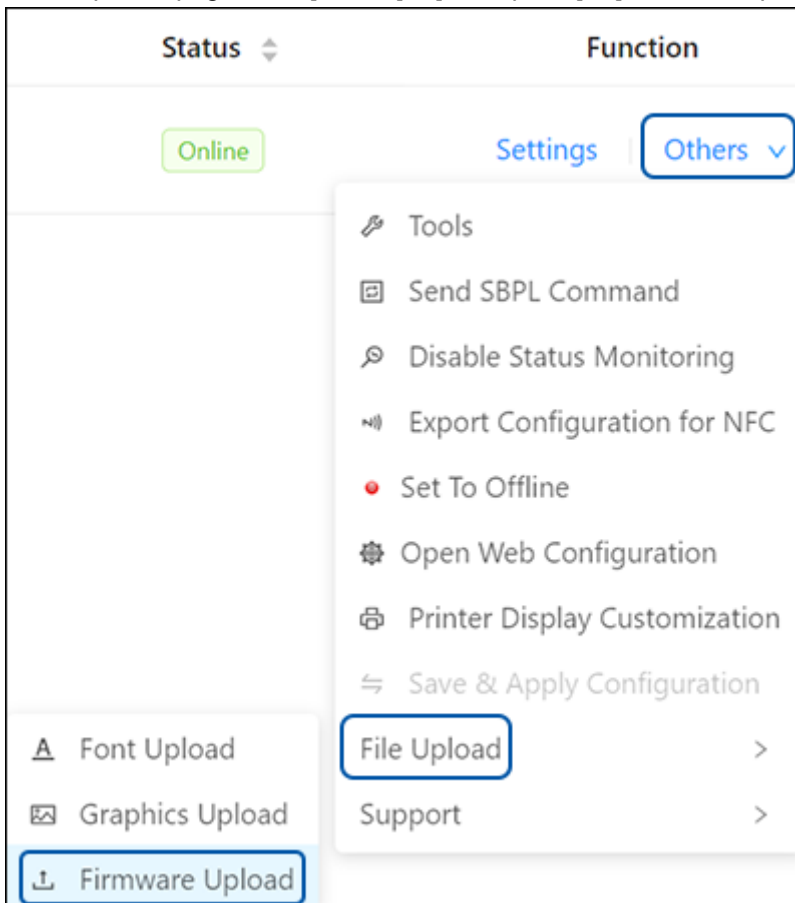 Status Function
Online Settings Others
Tools
Send SBPL Command
Disable Status Monitoring
Export Configuration for NFC
Set To Offline
Open Web Configuration
Printer Display Customization
Save & Apply Configuration
File Upload
Support
Font Upload
Graphics Upload
Firmware Upload